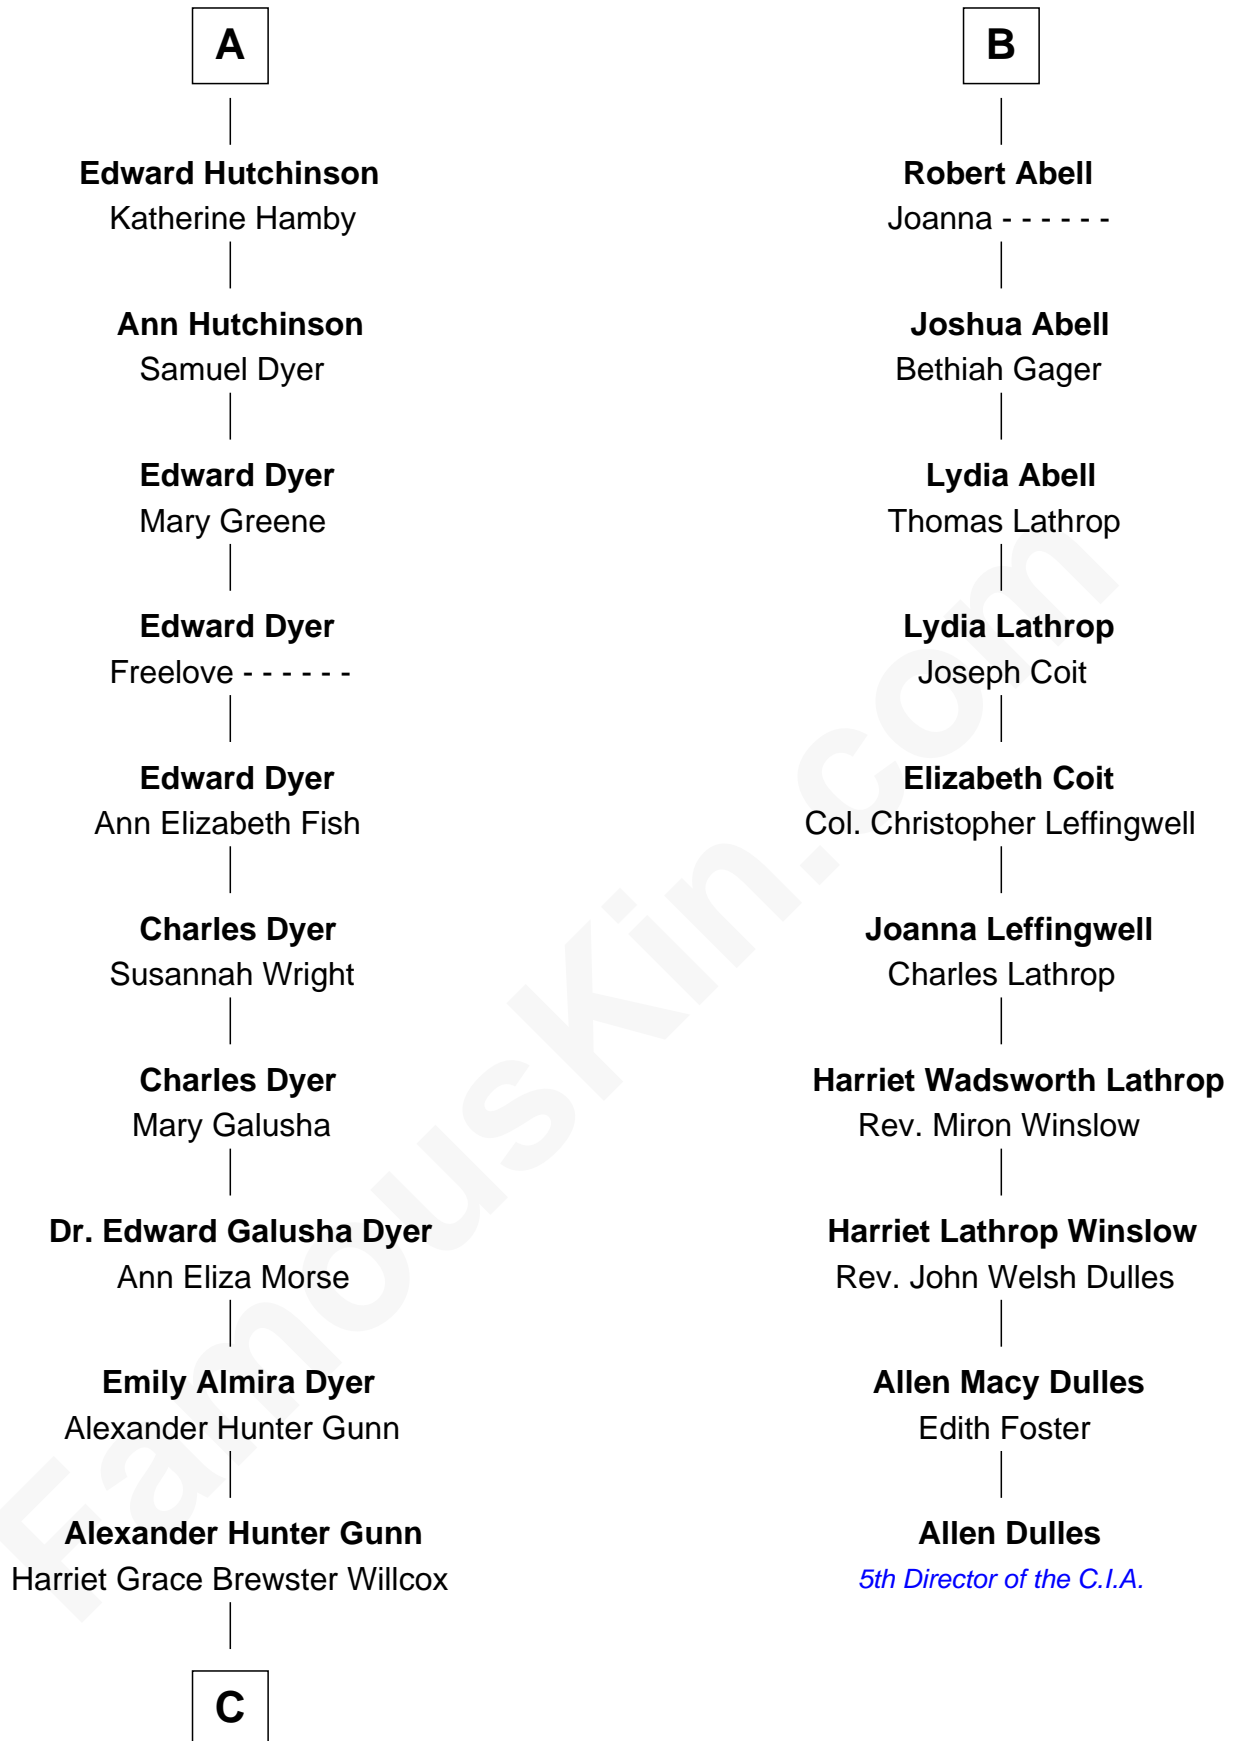 A
Edward Hutchinson
Katherine Hamby
Ann Hutchinson
Samuel Dyer
Edward Dyer
Mary Greene
Edward Dyer
Freelove - - - - - -
Edward Dyer
Ann Elizabeth Fish
Charles Dyer
Susannah Wright
Charles Dyer
Mary Galusha
Dr. Edward Galusha Dyer
Ann Eliza Morse
Emily Almira Dyer
Alexander Hunter Gunn
Alexander Hunter Gunn
Harriet Grace Brewster Willcox
C
B
Robert Abell
Joanna - - - - - -
Joshua Abell
Bethiah Gager
Lydia Abell
Thomas Lathrop
Lydia Lathrop
Joseph Coit
Elizabeth Coit
Col. Christopher Leffingwell
Joanna Leffingwell
Charles Lathrop
Harriet Wadsworth Lathrop
Rev. Miron Winslow
Harriet Lathrop Winslow
Rev. John Welsh Dulles
Allen Macy Dulles
Edith Foster
Allen Dulles
5th Director of the C.I.A.
FamousKin.com